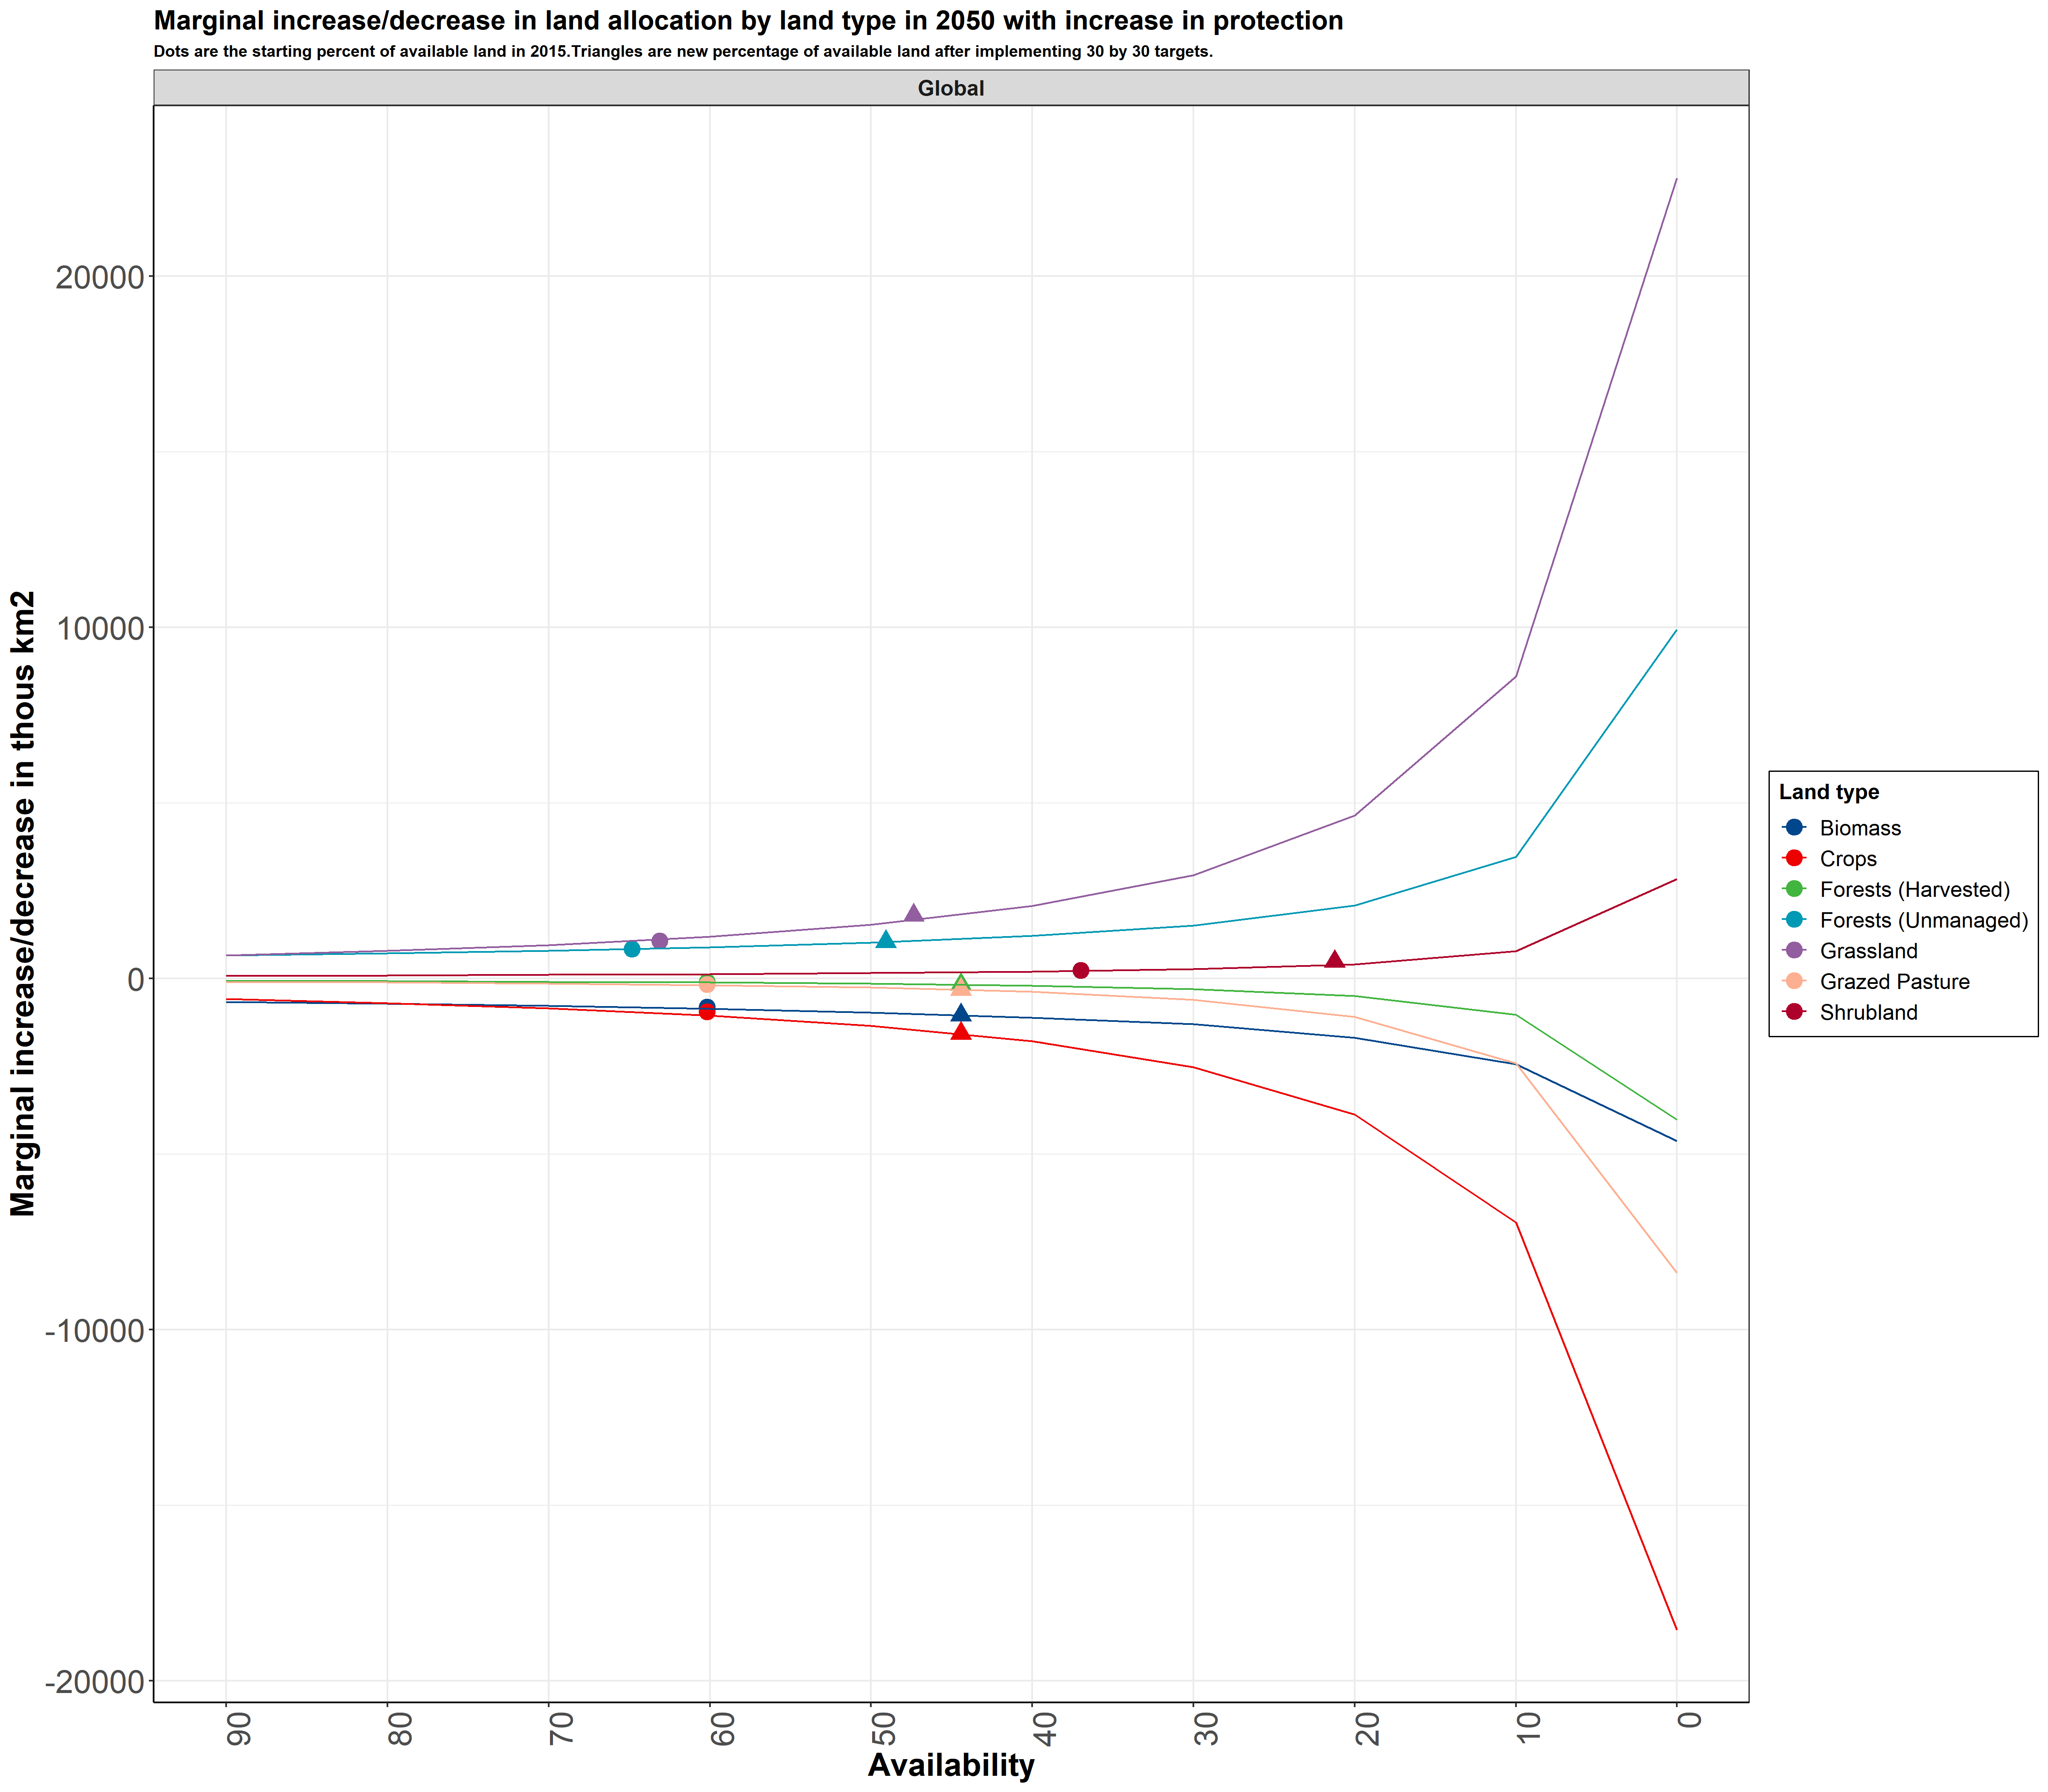 Marginal increase/decrease in land allocation by land type in 2050 with increase in protection
Dots are the starting percent of available land in 2015.Triangles are new percentage of available land after implementing 30 by 30 targets.
Global
Marginal increase/decrease in thous km2
20000
10000
0
-10000
-20000
90
80
70
60
50
40
30
20
10
0
Availability
Land type
Biomass
Crops
Forests (Harvested)
Forests (Unmanaged)
Grassland
Grazed Pasture
Shrubland